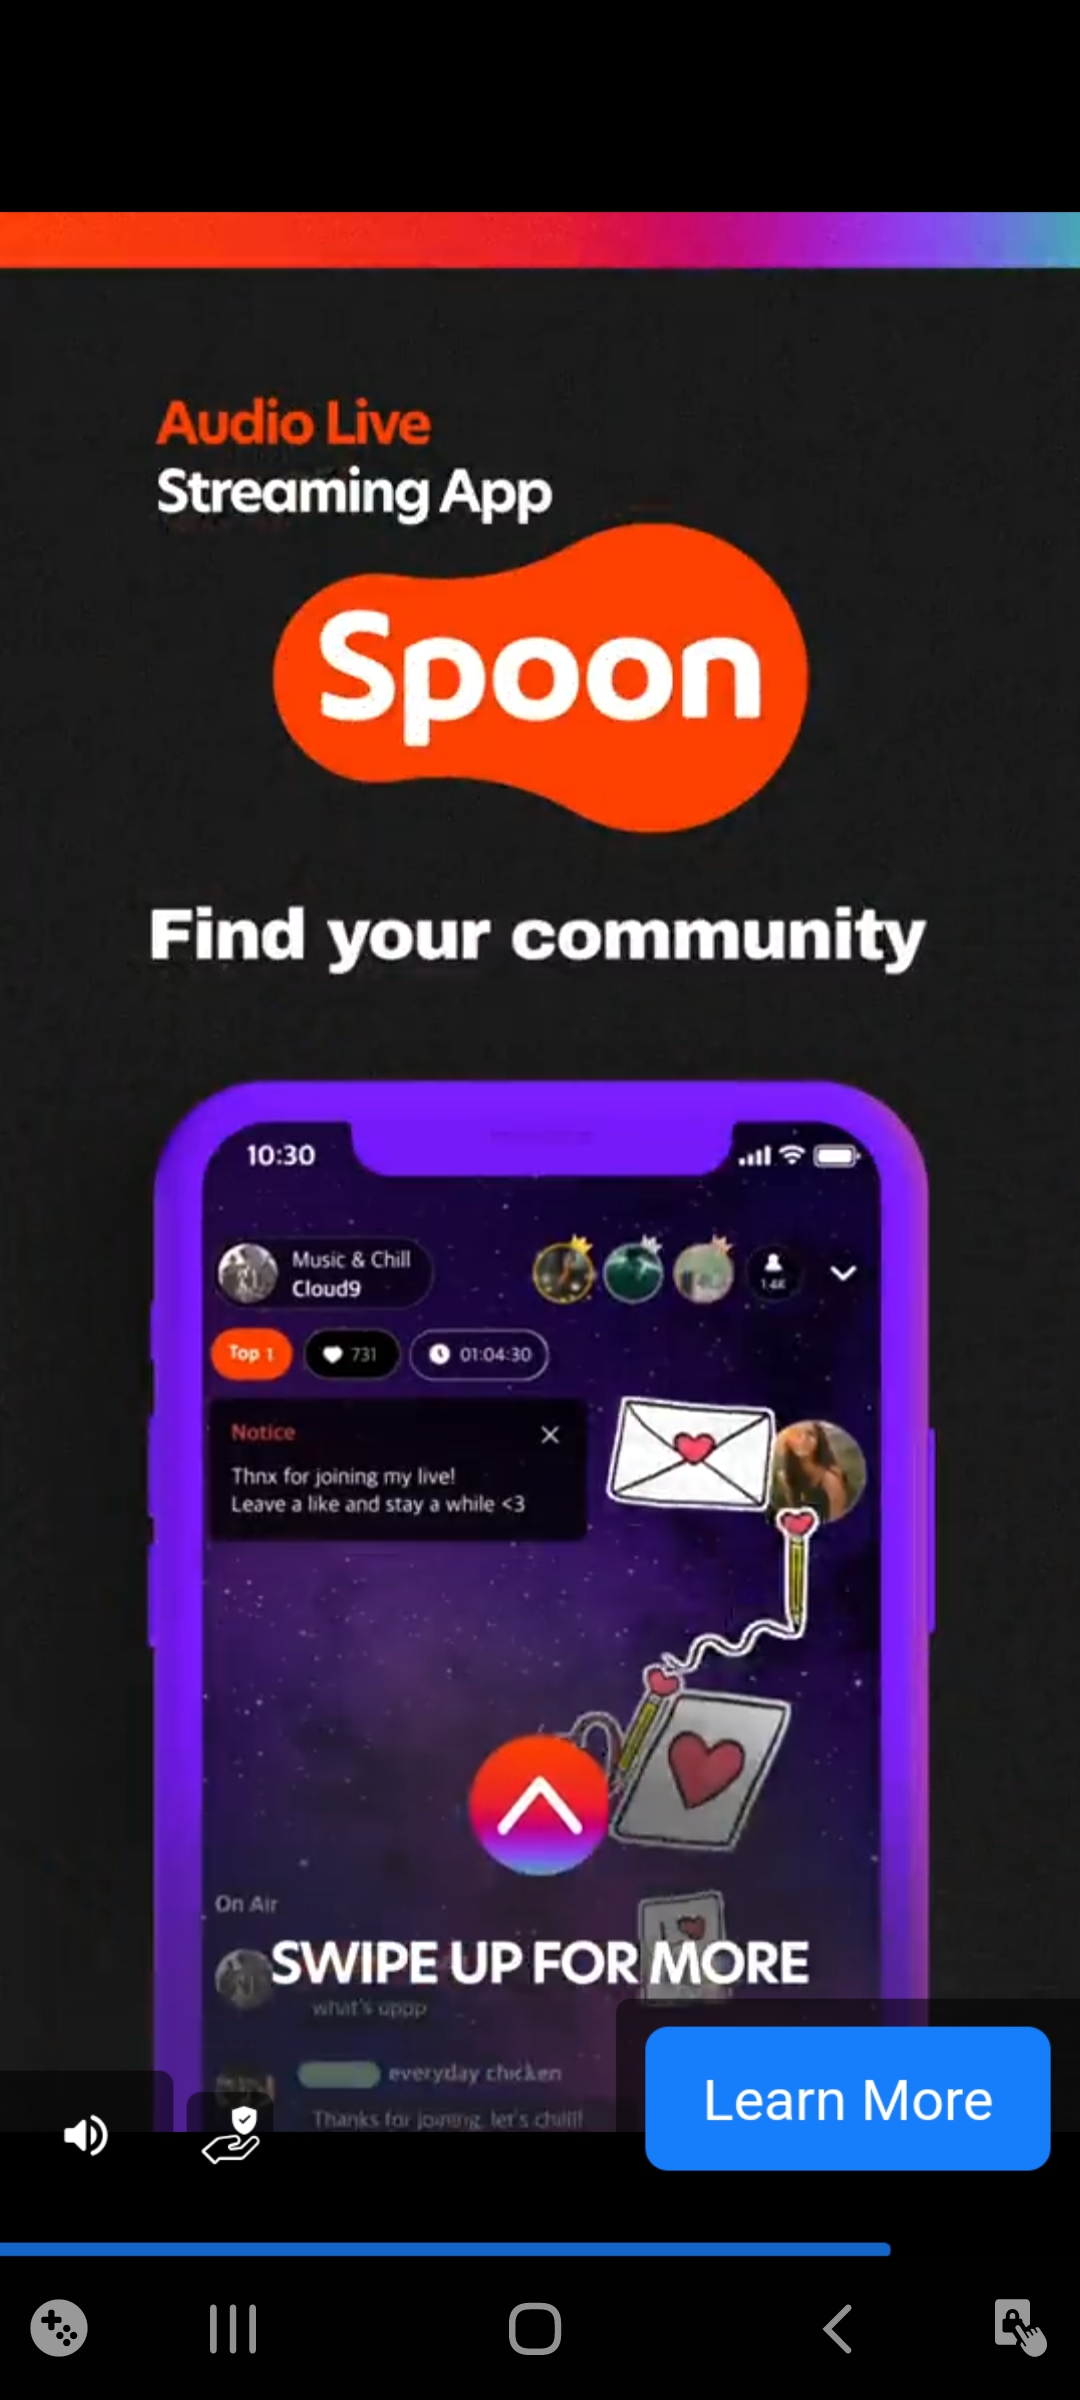 Audio Live
Streaming App
Spoon
Find your community
10:30
Music & Chill
Cloud9
1.4K
Top 1
731
01:04:30
Notice
Thnx for joining my live!
Leave a like and stay a while <3
On Air
SWIPE UP FOR MORE
what's uppp
everyday chicken
Thanks for joining, let's chilll!
Learn More